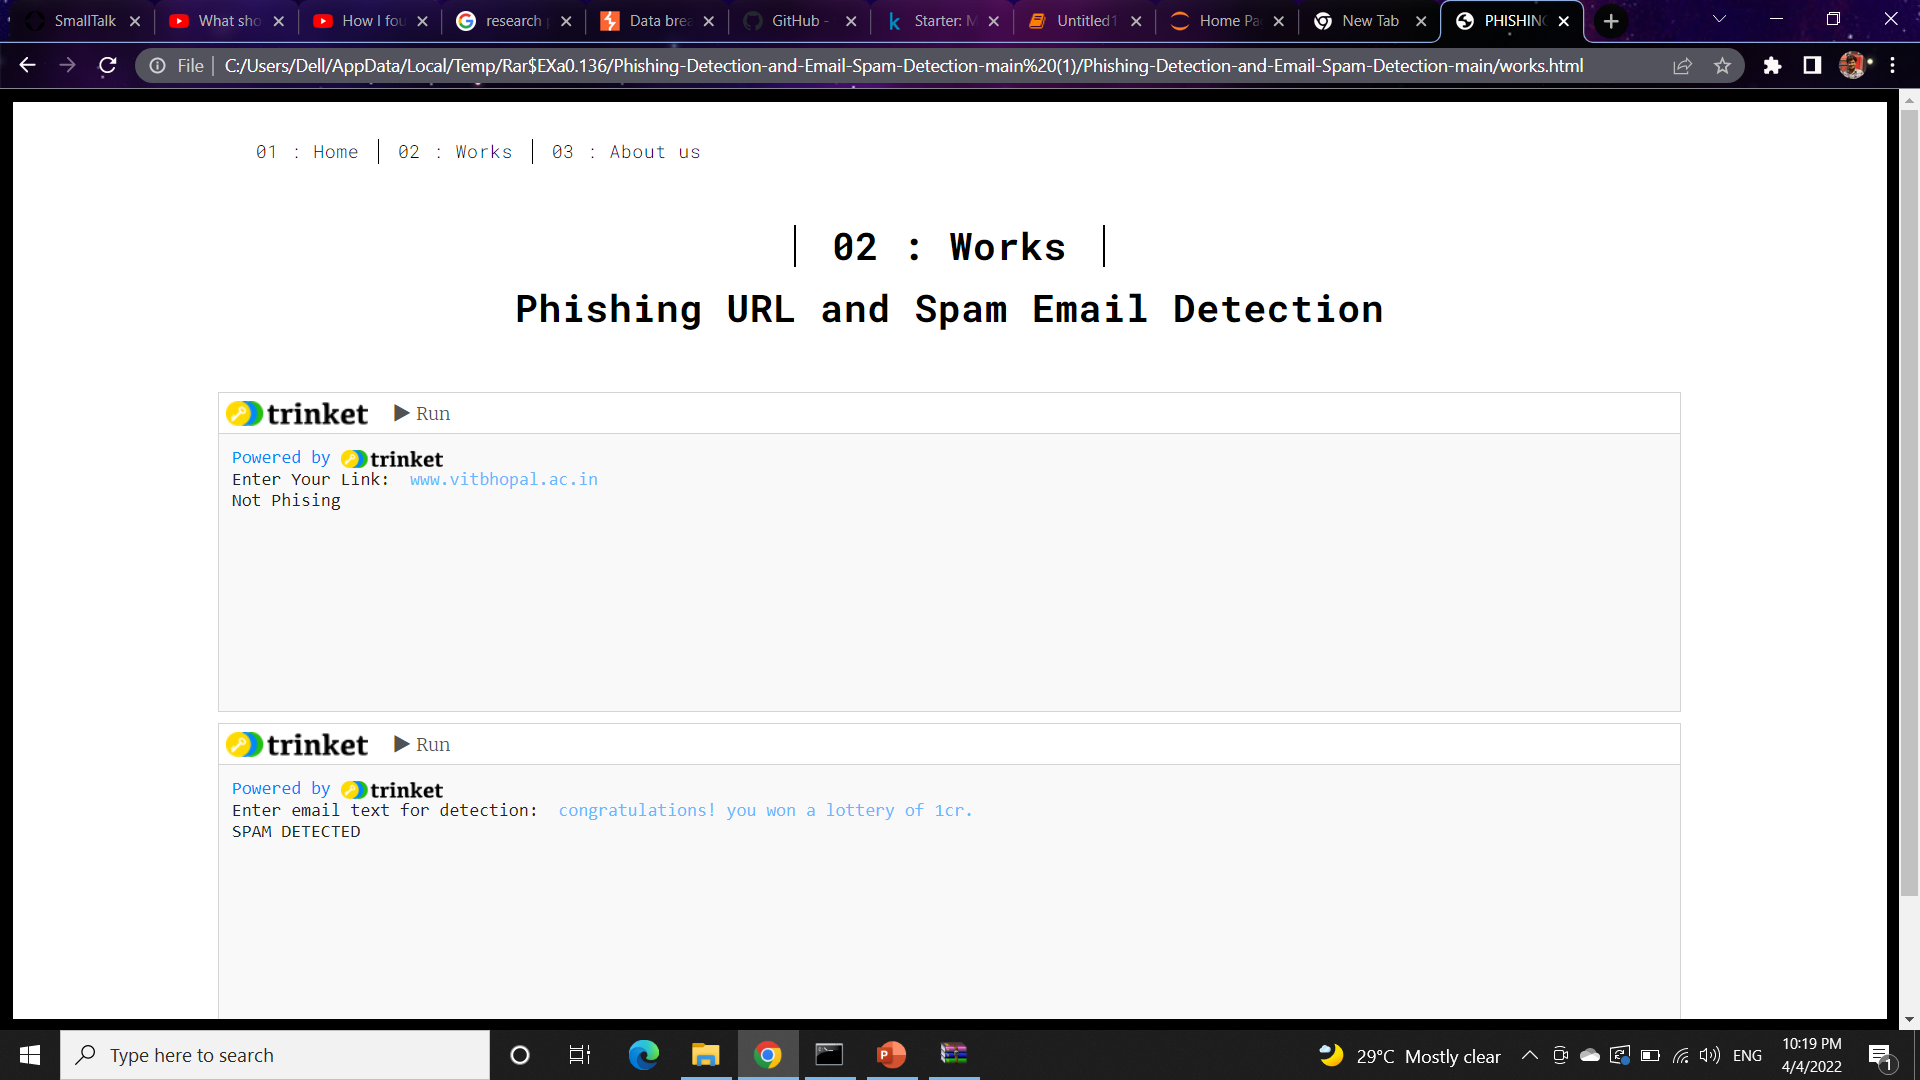 SmallTalk
What sho
How I fou
research
Data brea
GitHub -
Starter: M
Untitled1
Home Pa
New Tab
PHISHING
File
C:/Users/Dell/AppData/Local/Temp/Rar$EXa0.136/Phishing-Detection-and-Email-Spam-Detection-main%20(1)/Phishing-Detection-and-Email-Spam-Detection-main/works.html
01 : Home
02 : Works
03 : About us
02 : Works
Phishing URL and Spam Email Detection
trinket Run
Powered by trinket
Enter Your Link: www.vitbhopal.ac.in
Not Phising
trinket Run
Powered by trinket
Enter email text for detection: congratulations! you won a lottery of 1cr.
SPAM DETECTED
Type here to search
29°C Mostly clear
ENG
10:19 PM
4/4/2022
1